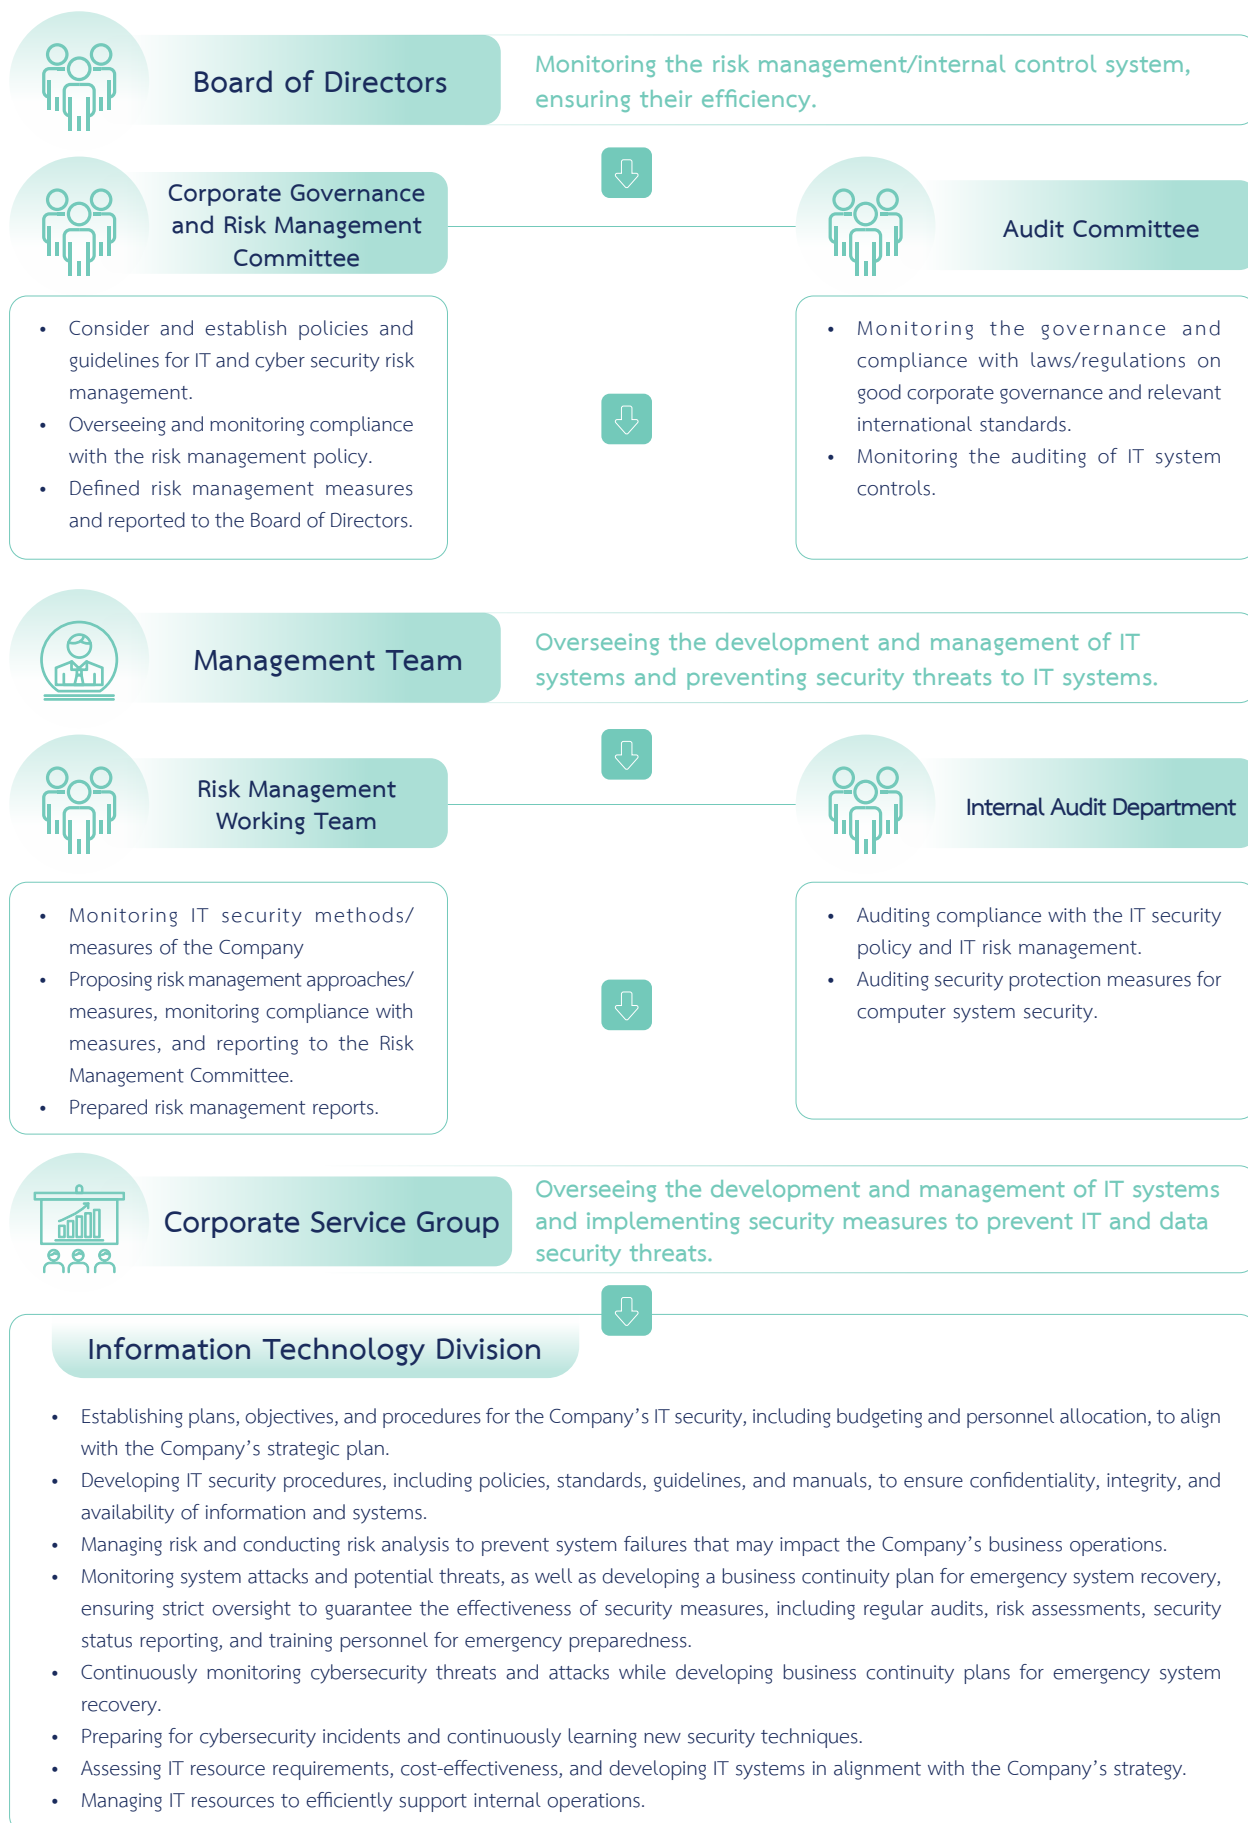 Board of Directors
Monitoring the risk management/internal control system,
ensuring their efficiency.
Corporate Governance
and Risk Management
Committee
Audit Committee
• Consider and establish policies and
guidelines for IT and cyber security risk
management.
• Overseeing and monitoring compliance
with the risk management policy.
• Defined risk management measures
and reported to the Board of Directors.
• Monitoring the governance and
compliance with laws/regulations on
good corporate governance and relevant
international standards.
• Monitoring the auditing of IT system
controls.
Management Team
Overseeing the development and management of IT
systems and preventing security threats to IT systems.
Risk Management
Working Team
Internal Audit Department
• Monitoring IT security methods/
measures of the Company
• Proposing risk management approaches/
measures, monitoring compliance with
measures, and reporting to the Risk
Management Committee.
• Prepared risk management reports.
• Auditing compliance with the IT security
policy and IT risk management.
• Auditing security protection measures for
computer system security.
Corporate Service Group
Overseeing the development and management of IT systems
and implementing security measures to prevent IT and data
security threats.
Information Technology Division
• Establishing plans, objectives, and procedures for the Company's IT security, including budgeting and personnel allocation, to align
with the Company's strategic plan.
• Developing IT security procedures, including policies, standards, guidelines, and manuals, to ensure confidentiality, integrity, and
availability of information and systems.
• Managing risk and conducting risk analysis to prevent system failures that may impact the Company's business operations.
• Monitoring system attacks and potential threats, as well as developing a business continuity plan for emergency system recovery,
ensuring strict oversight to guarantee the effectiveness of security measures, including regular audits, risk assessments, security
status reporting, and training personnel for emergency preparedness.
• Continuously monitoring cybersecurity threats and attacks while developing business continuity plans for emergency system
recovery.
• Preparing for cybersecurity incidents and continuously learning new security techniques.
• Assessing IT resource requirements, cost-effectiveness, and developing IT systems in alignment with the Company's strategy.
• Managing IT resources to efficiently support internal operations.